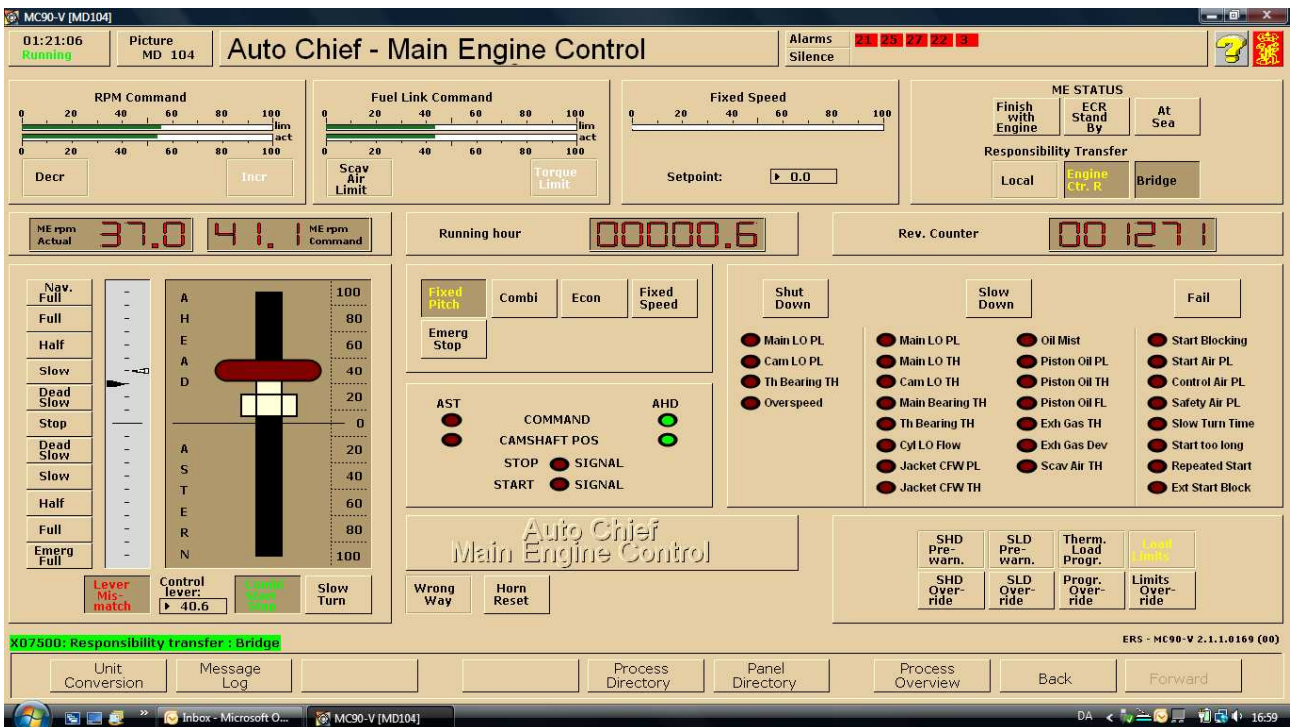 MC90-V [MD104]
01:21:06
Running
Picture
MD 104
Auto Chief - Main Engine Control
Alarms
Silence
21 25 27 22 3
RPM Command
0 20 40 60 80 100
lim
act
0 20 40 60 80 100
Decr
Incr
Fuel Link Command
0 20 40 60 80 100
lim
act
0 20 40 60 80 100
Scav
Air
Limit
Torque
Limit
Fixed Speed
0 20 40 60 80 100
Setpoint:
0.0
ME STATUS
Finish
with
Engine
ECR
Stand
By
At
Sea
Responsibility Transfer
Local
Engine
Ctr. R
Bridge
ME rpm
Actual
37.0
41.1
ME rpm
Command
Running hour
00000.6
Rev. Counter
001271
Nav.
Full
Full
Half
Slow
Dead
Slow
Stop
Dead
Slow
Slow
Half
Full
Emerg
Full
A
H
E
A
D
A
S
T
E
R
N
100
80
60
40
20
0
20
40
60
80
100
Lever
Mis-
match
Control
lever:
40.6
Slow
Turn
Fixed
Pitch
Combi
Econ
Fixed
Speed
Emerg
Stop
AST
AHD
COMMAND
CAMSHAFT POS
STOP SIGNAL
START SIGNAL
Auto Chief
Main Engine Control
Wrong
Way
Horn
Reset
Shut
Down
Main LO PL
Cam LO PL
Th Bearing TH
Overspeed
Slow
Down
Main LO PL
Main LO TH
Cam LO TH
Main Bearing TH
Th Bearing TH
Cyl LO Flow
Jacket CFW PL
Jacket CFW TH
Oil Mist
Piston Oil PL
Piston Oil TH
Piston Oil FL
Exh Gas TH
Exh Gas Dev
Scav Air TH
Fail
Start Blocking
Start Air PL
Control Air PL
Safety Air PL
Slow Turn Time
Start too long
Repeated Start
Ext Start Block
SHD
Pre-
warn.
SLD
Pre-
warn.
Therm.
Load
Progr.
Load
Limits
SHD
Over-
ride
SLD
Over-
ride
Progr.
Over-
ride
Limits
Over-
ride
X07500: Responsibility transfer : Bridge
ERS - MC90-V 2.1.1.0169 (00)
Unit
Conversion
Message
Log
Process
Directory
Panel
Directory
Process
Overview
Back
Forward
Inbox - Microsoft O...
MC90-V [MD104]
DA
16:59